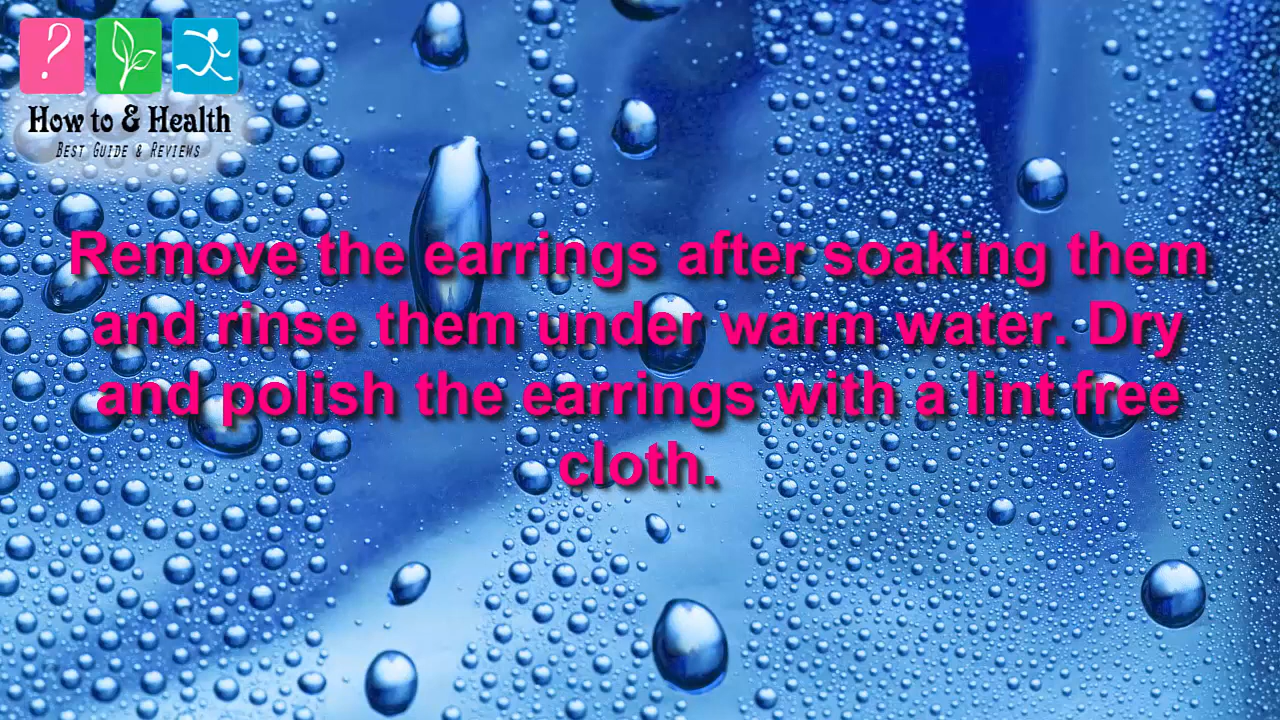 ?
How to & Health
Best Guide & Reviews
Remove the earrings after soaking them
and rinse them under warm water. Dry
and polish the earrings with a lint free
cloth.